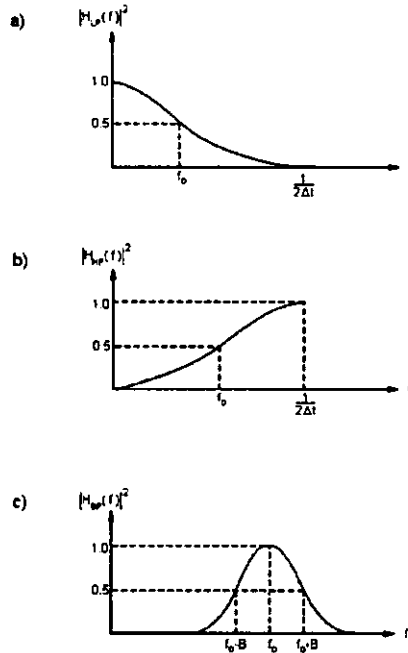 a) |H_LP(f)|²
1.0
0.5
f₀ 1/2Δt
b) |H_HP(f)|²
1.0
0.5
f₀ 1/2Δt
c) |H_BP(f)|²
1.0
0.5
f₀-B f₀ f₀+B f